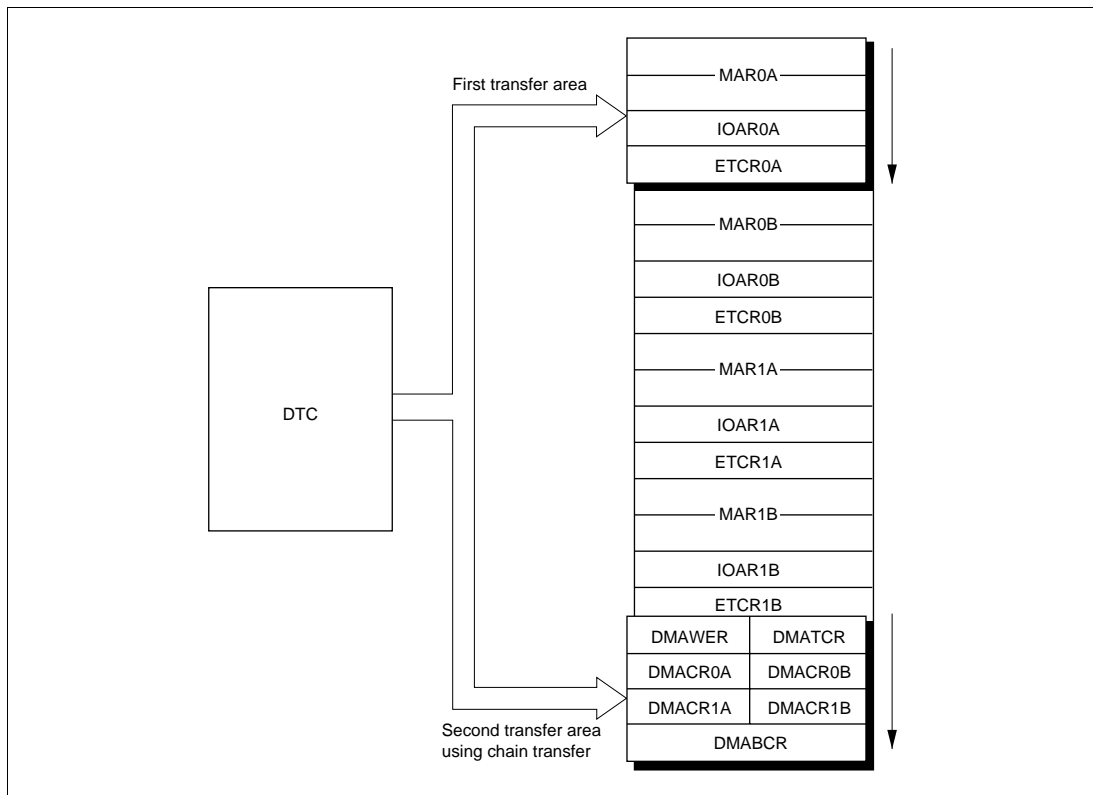 First transfer area
MAR0A
IOAR0A
ETCR0A
MAR0B
IOAR0B
ETCR0B
MAR1A
DTC
IOAR1A
ETCR1A
MAR1B
IOAR1B
ETCR1B
DMAWER DMATCR
DMACR0A DMACR0B
DMACR1A DMACR1B
Second transfer area
using chain transfer
DMABCR